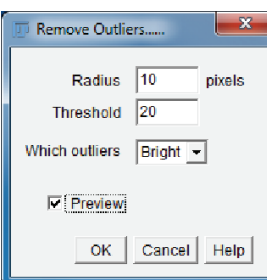 Remove Outliers......
Radius 10 pixels
Threshold 20
Which outliers Bright
Preview
OK Cancel Help